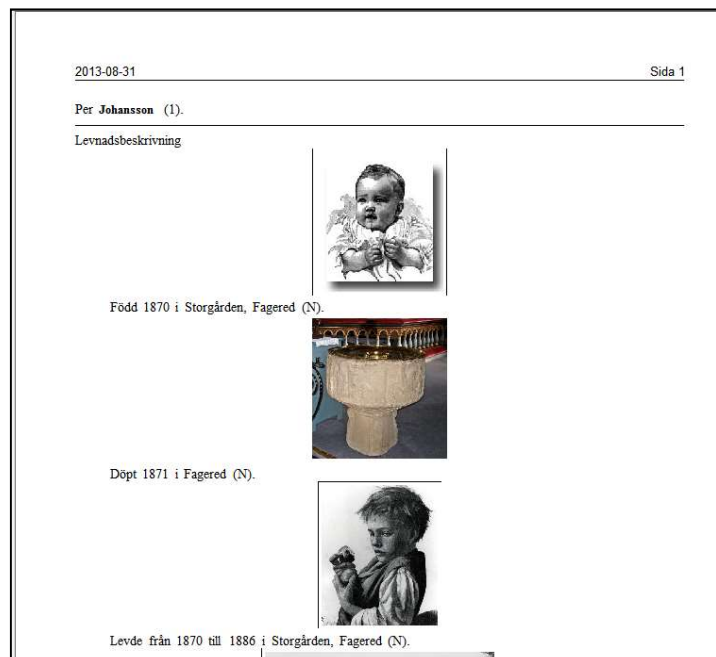 2013-08-31 Sida 1
Per Johansson (1).
Levnadsbeskrivning
Född 1870 i Storgården, Fagered (N).
Döpt 1871 i Fagered (N).
Levde från 1870 till 1886 i Storgården, Fagered (N).